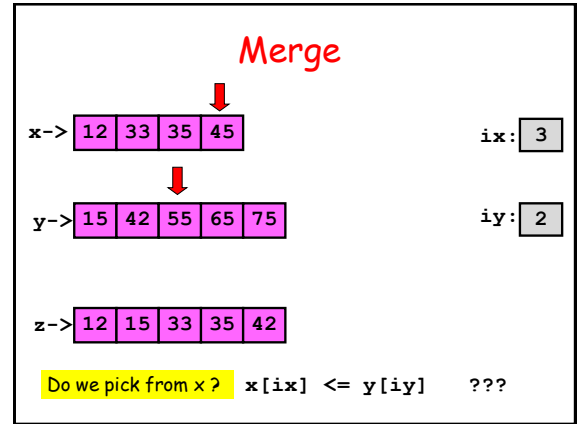 Merge
x-> 12 33 35 45 ix: 3
y-> 15 42 55 65 75 iy: 2
z-> 12 15 33 35 42
Do we pick from x ? x[ix] <= y[iy] ???